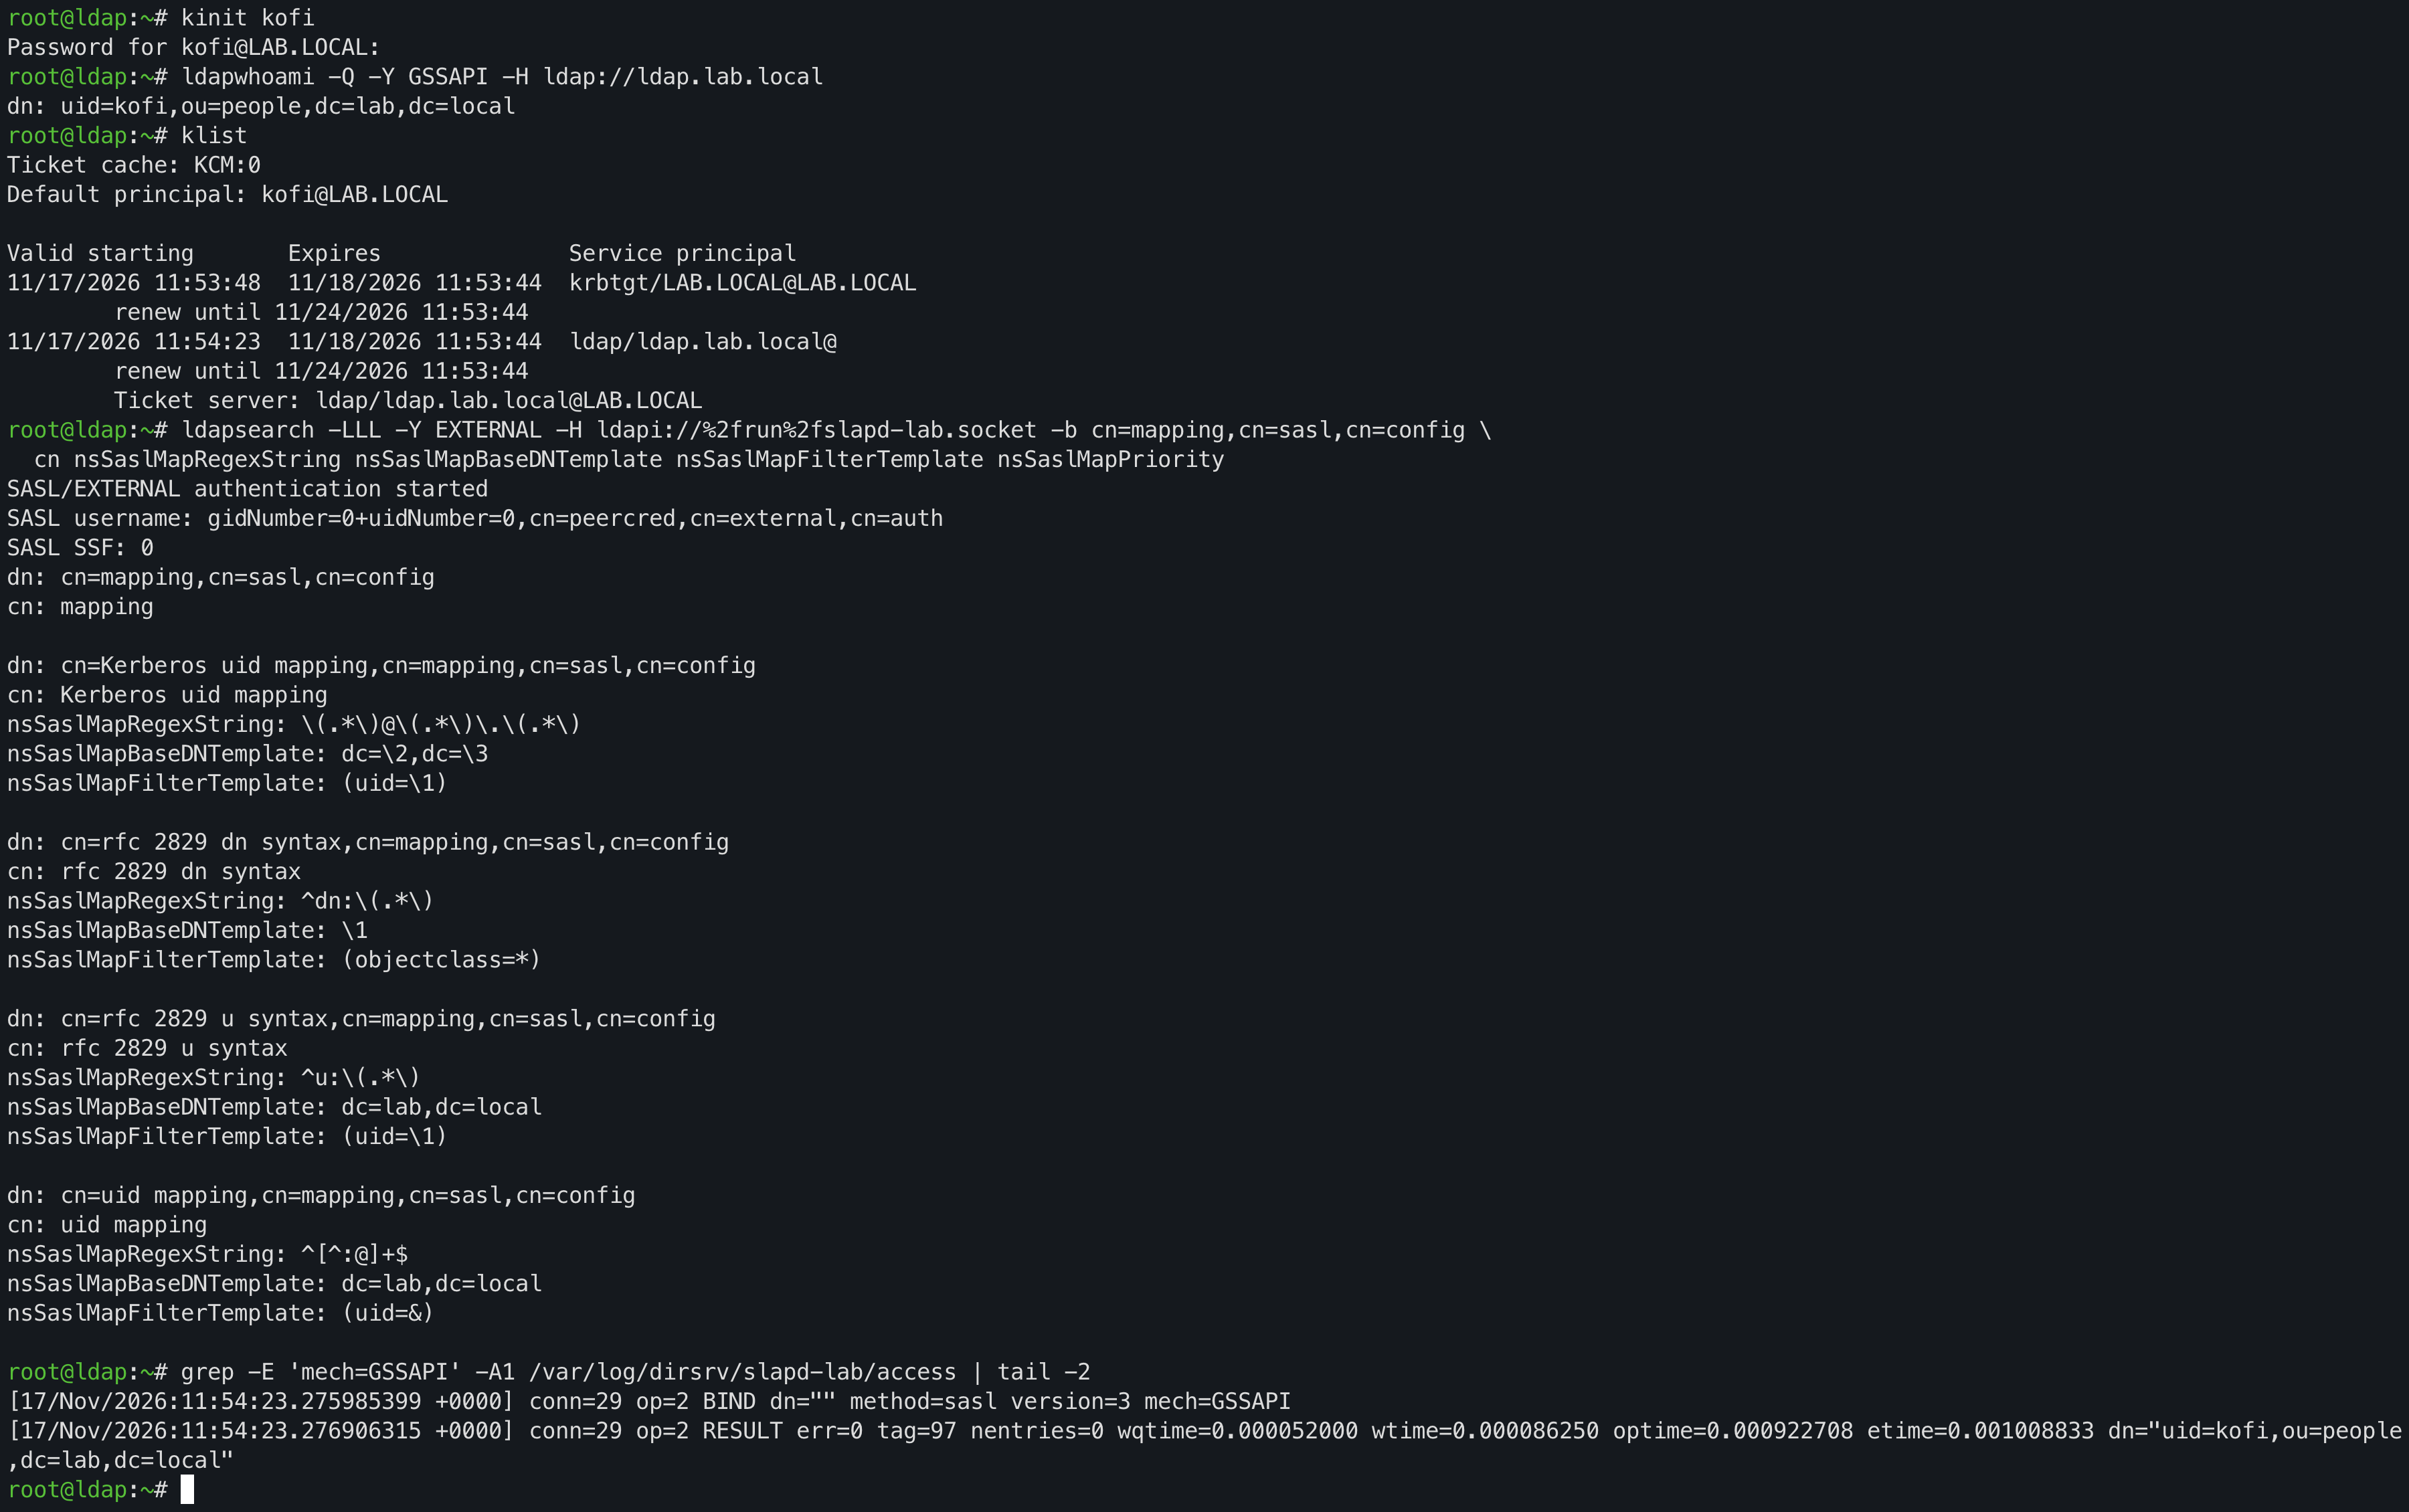 root@ldap:~# kinit kofi
Password for kofi@LAB.LOCAL:
root@ldap:~# ldapwhoami -Q -Y GSSAPI -H ldap://ldap.lab.local
dn: uid=kofi,ou=people,dc=lab,dc=local
root@ldap:~# klist
Ticket cache: KCM:0
Default principal: kofi@LAB.LOCAL

Valid starting       Expires              Service principal
11/17/2026 11:53:48  11/18/2026 11:53:44  krbtgt/LAB.LOCAL@LAB.LOCAL
        renew until 11/24/2026 11:53:44
11/17/2026 11:54:23  11/18/2026 11:53:44  ldap/ldap.lab.local@
        renew until 11/24/2026 11:53:44
        Ticket server: ldap/ldap.lab.local@LAB.LOCAL
root@ldap:~# ldapsearch -LLL -Y EXTERNAL -H ldapi://%2frun%2fslapd-lab.socket -b cn=mapping,cn=sasl,cn=config \
  cn nsSaslMapRegexString nsSaslMapBaseDNTemplate nsSaslMapFilterTemplate nsSaslMapPriority
SASL/EXTERNAL authentication started
SASL username: gidNumber=0+uidNumber=0,cn=peercred,cn=external,cn=auth
SASL SSF: 0
dn: cn=mapping,cn=sasl,cn=config
cn: mapping

dn: cn=Kerberos uid mapping,cn=mapping,cn=sasl,cn=config
cn: Kerberos uid mapping
nsSaslMapRegexString: \(.*\)@\(.*\)\.\(.*\)
nsSaslMapBaseDNTemplate: dc=\2,dc=\3
nsSaslMapFilterTemplate: (uid=\1)

dn: cn=rfc 2829 dn syntax,cn=mapping,cn=sasl,cn=config
cn: rfc 2829 dn syntax
nsSaslMapRegexString: ^dn:\(.*\)
nsSaslMapBaseDNTemplate: \1
nsSaslMapFilterTemplate: (objectclass=*)

dn: cn=rfc 2829 u syntax,cn=mapping,cn=sasl,cn=config
cn: rfc 2829 u syntax
nsSaslMapRegexString: ^u:\(.*\)
nsSaslMapBaseDNTemplate: dc=lab,dc=local
nsSaslMapFilterTemplate: (uid=\1)

dn: cn=uid mapping,cn=mapping,cn=sasl,cn=config
cn: uid mapping
nsSaslMapRegexString: ^[^:@]+$
nsSaslMapBaseDNTemplate: dc=lab,dc=local
nsSaslMapFilterTemplate: (uid=&)

root@ldap:~# grep -E 'mech=GSSAPI' -A1 /var/log/dirsrv/slapd-lab/access | tail -2
[17/Nov/2026:11:54:23.275985399 +0000] conn=29 op=2 BIND dn="" method=sasl version=3 mech=GSSAPI
[17/Nov/2026:11:54:23.276906315 +0000] conn=29 op=2 RESULT err=0 tag=97 nentries=0 wqtime=0.000052000 wtime=0.000086250 optime=0.000922708 etime=0.001008833 dn="uid=kofi,ou=people
,dc=lab,dc=local"
root@ldap:~#